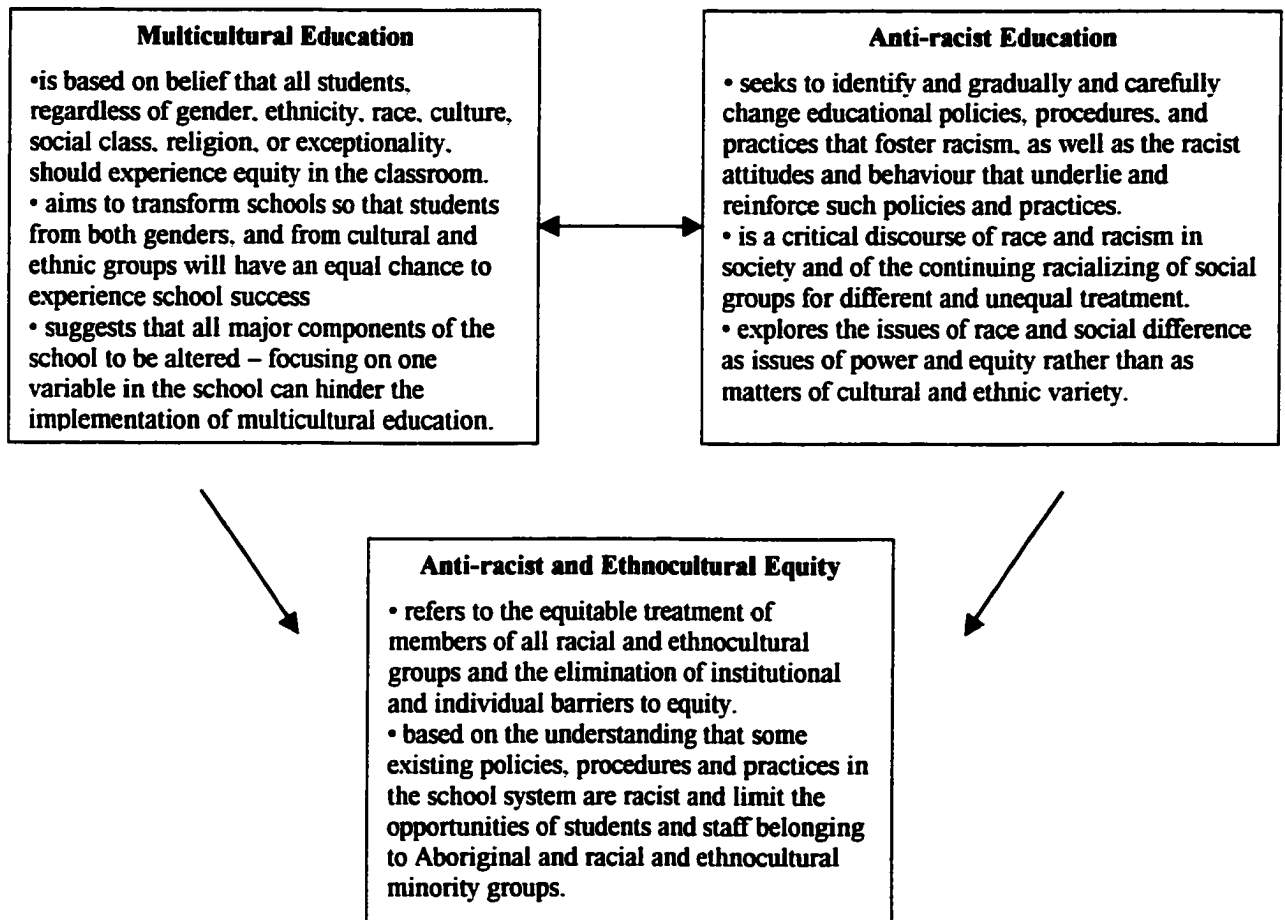 Multicultural Education
•is based on belief that all students,
regardless of gender, ethnicity, race, culture,
social class, religion, or exceptionality,
should experience equity in the classroom.
• aims to transform schools so that students
from both genders, and from cultural and
ethnic groups will have an equal chance to
experience school success
• suggests that all major components of the
school to be altered – focusing on one
variable in the school can hinder the
implementation of multicultural education.
Anti-racist Education
• seeks to identify and gradually and carefully
change educational policies, procedures, and
practices that foster racism, as well as the racist
attitudes and behaviour that underlie and
reinforce such policies and practices.
• is a critical discourse of race and racism in
society and of the continuing racializing of social
groups for different and unequal treatment.
• explores the issues of race and social difference
as issues of power and equity rather than as
matters of cultural and ethnic variety.
Anti-racist and Ethnocultural Equity
• refers to the equitable treatment of
members of all racial and ethnocultural
groups and the elimination of institutional
and individual barriers to equity.
• based on the understanding that some
existing policies, procedures and practices in
the school system are racist and limit the
opportunities of students and staff belonging
to Aboriginal and racial and ethnocultural
minority groups.